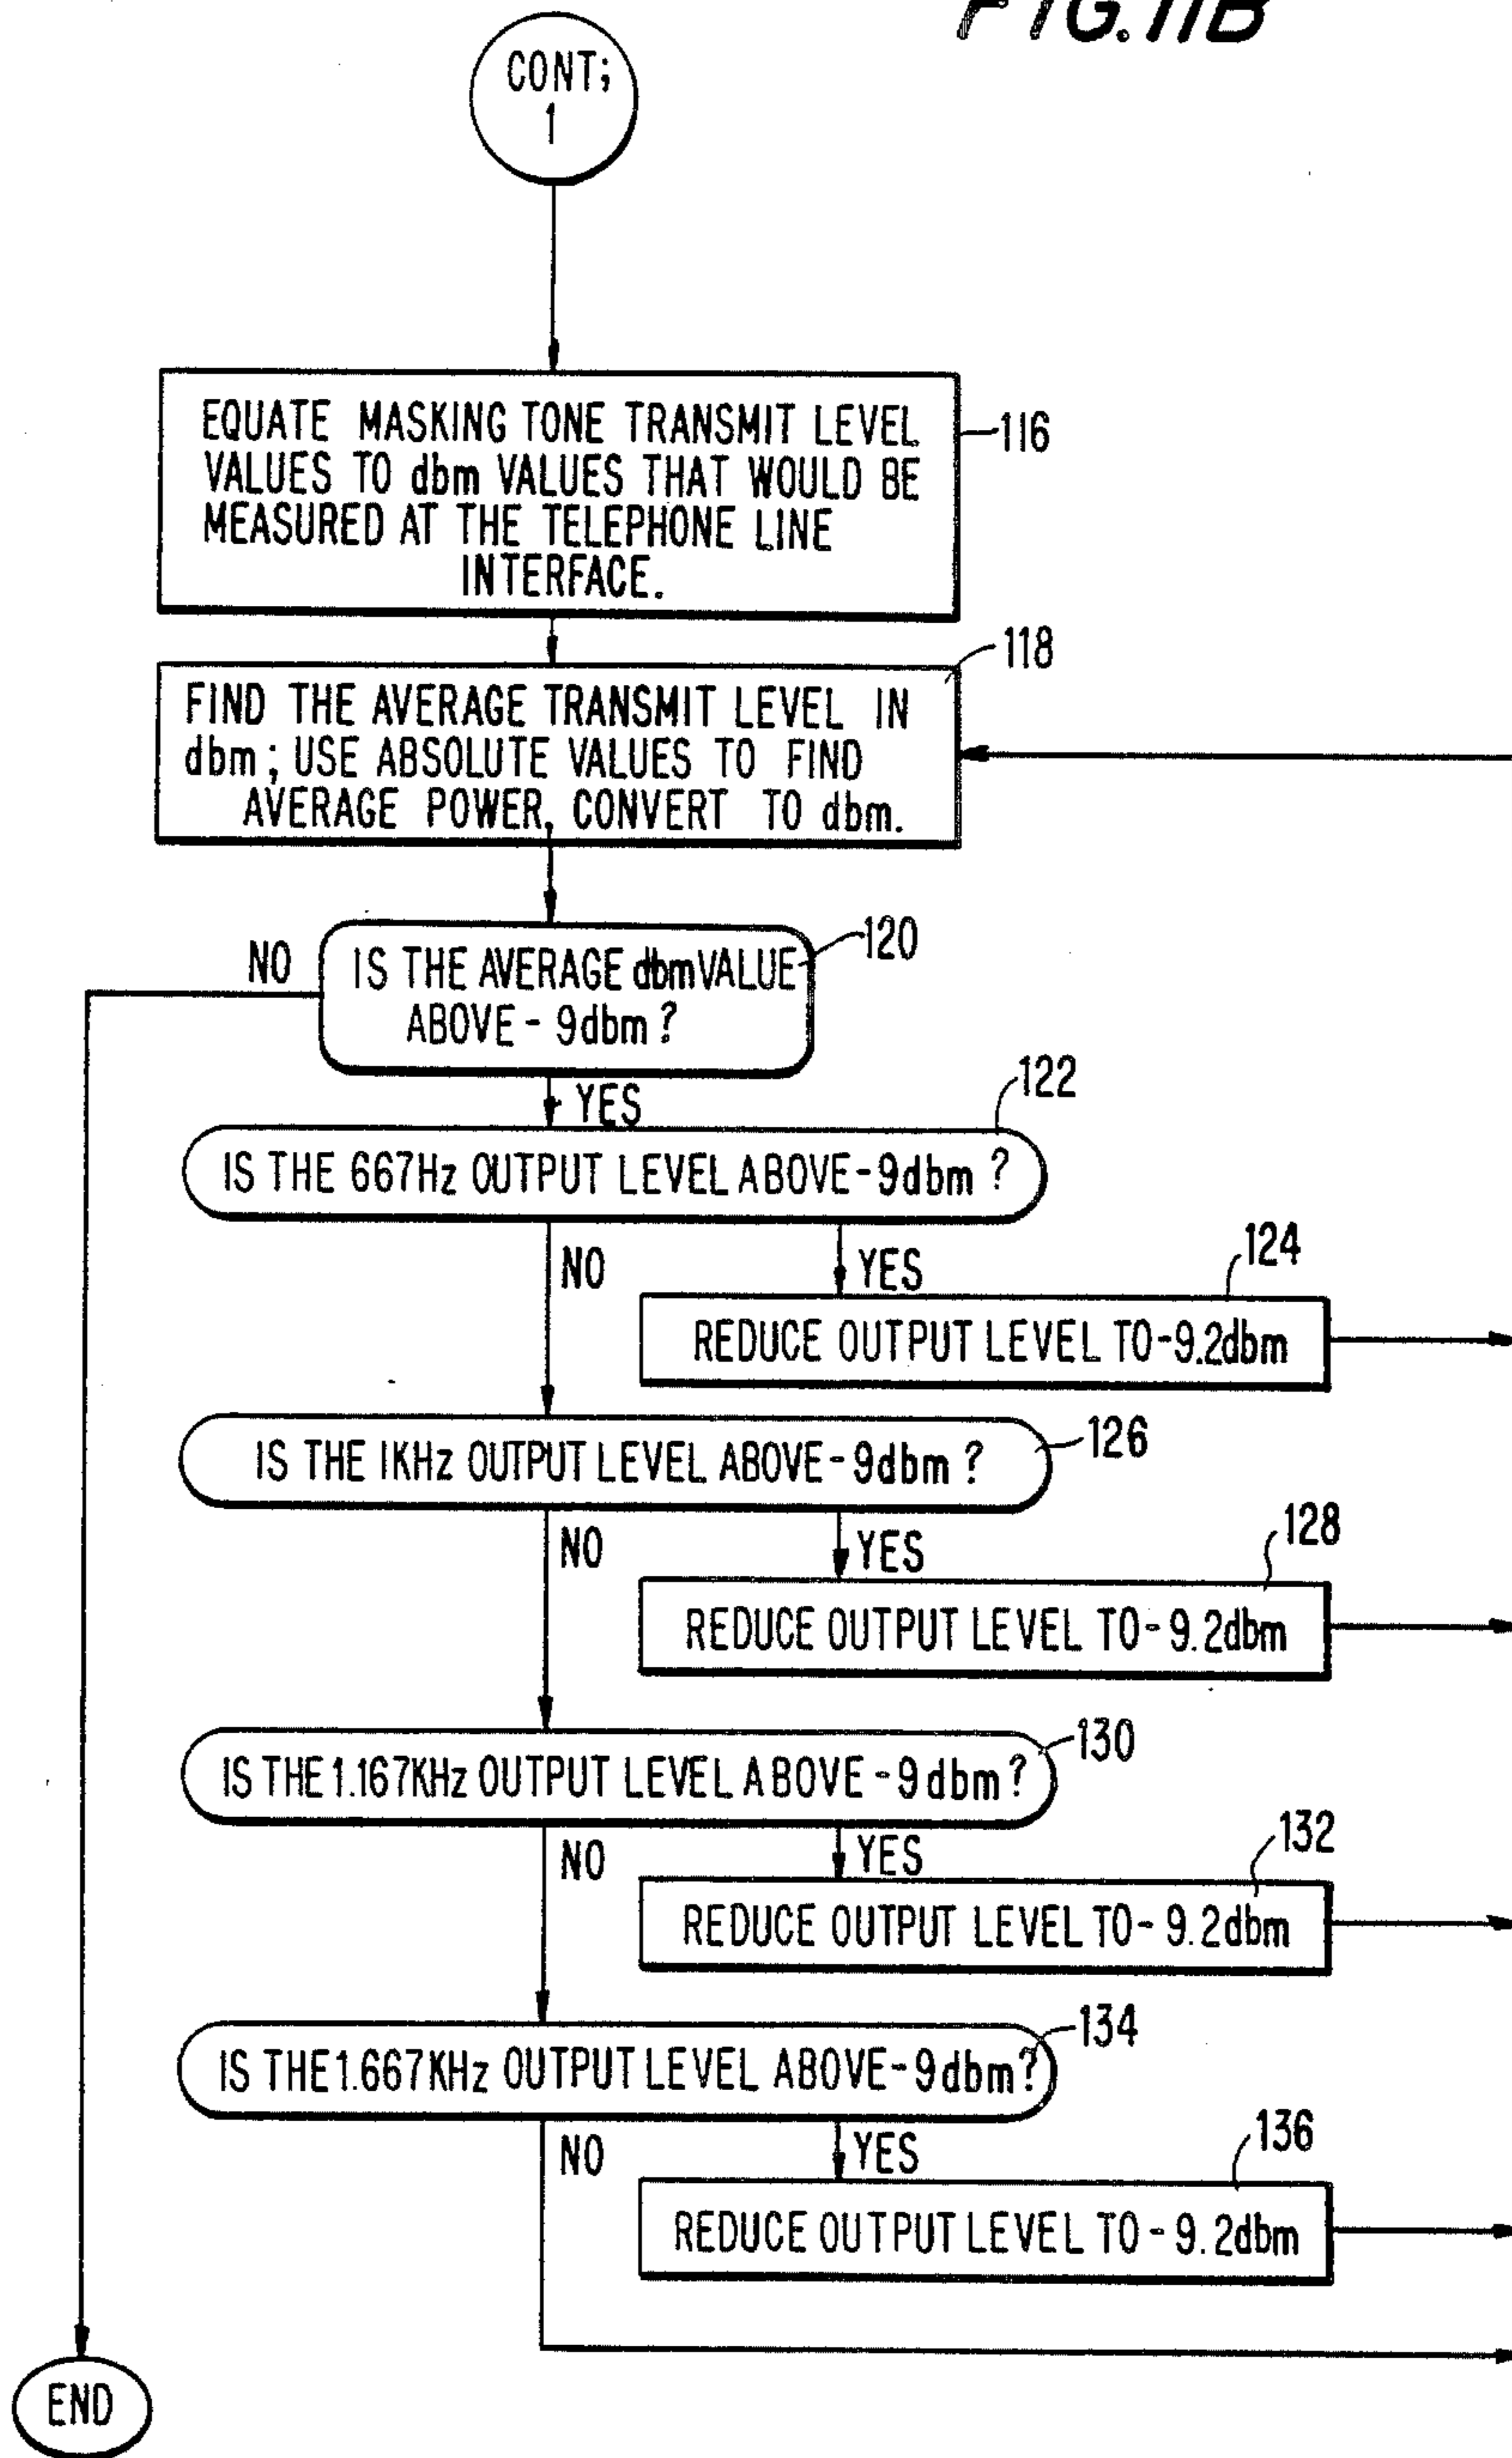 FIG. 11B
CONT;
1
EQUATE MASKING TONE TRANSMIT LEVEL
VALUES TO dbm VALUES THAT WOULD BE
MEASURED AT THE TELEPHONE LINE
INTERFACE.
116
118
FIND THE AVERAGE TRANSMIT LEVEL IN
dbm; USE ABSOLUTE VALUES TO FIND
AVERAGE POWER, CONVERT TO dbm.
120
NO
IS THE AVERAGE dbm VALUE
ABOVE - 9dbm ?
YES
122
IS THE 667Hz OUTPUT LEVEL ABOVE - 9dbm ?
NO
YES
124
REDUCE OUTPUT LEVEL TO -9.2dbm
IS THE 1KHz OUTPUT LEVEL ABOVE - 9dbm ?
126
NO
YES
128
REDUCE OUTPUT LEVEL TO - 9.2dbm
130
IS THE 1.167KHz OUTPUT LEVEL ABOVE - 9dbm ?
NO
YES
132
REDUCE OUTPUT LEVEL TO - 9.2dbm
134
IS THE 1.667KHz OUTPUT LEVEL ABOVE - 9dbm ?
NO
YES
136
REDUCE OUTPUT LEVEL TO - 9.2dbm
END